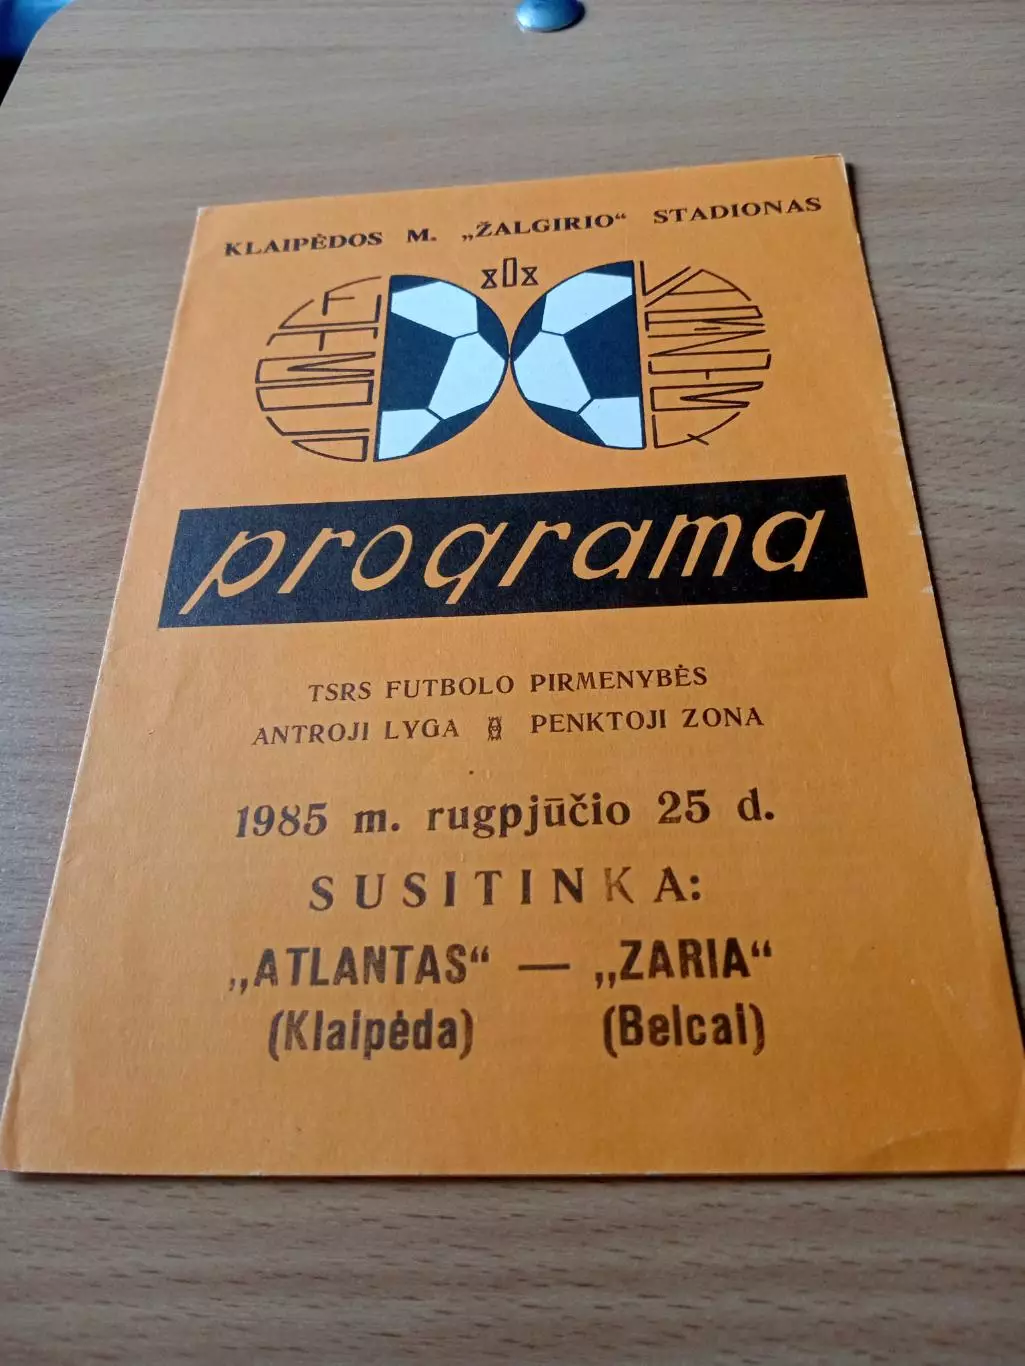 KLAIPĖDOS M. „ŽALGIRIO“ STADIONAS
programa
TSRS FUTBOLO PIRMENYBĖS
ANTROJI LYGA PENKTOJI ZONA
1985 m. rugpjūčio 25 d.
SUSITINKA:
„ATLANTAS“ — „ZARIA“
(Klaipėda) (Belcai)